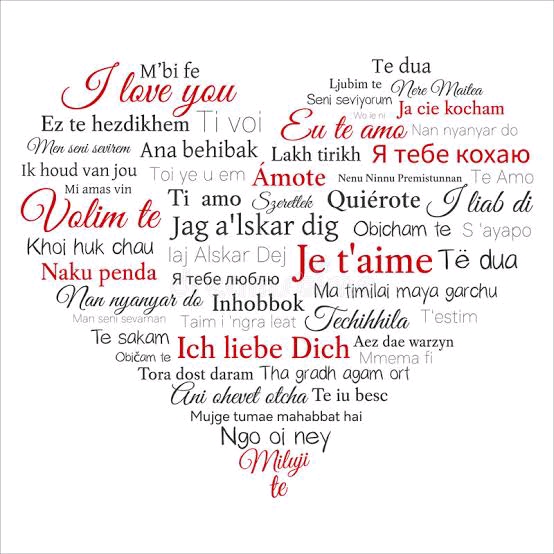 M'bi fe
Te dua
I love you
Ljubim te
Nere Maitea
Seni seviyorum
Ja cie kocham
Ez te hezdikhem
Ti voi
Wo le ni
Eu te amo
Nan nyanyar do
Men seni sevirem
Ana behibak
Lakh tirikh
Я тебе кохаю
Ik houd van jou
Toi ye u em
Ámote
Nenu Ninnu Premistunnan
Te Amo
Mi amas vin
Volim te
Ti amo
Szeretlek
Quiérote
I liab di
Jag a'lskar dig
Obicham te
S 'ayapo
Khoi huk chau
Iaj Alskar Dej
Je t'aime
Të dua
Naku penda
Я тебе люблю
Ma timilai maya garchu
Nan nyanyar do
Inhobbok
Man seni sevaman
Taim i 'ngra leat
Techihhila
T'estim
Te sakam
Ich liebe Dich
Aez dae warzyn
Občam te
Mmema fi
Tora dost daram
Tha gradh agam ort
Ani ohevet otcha
Te iu besc
Mujge tumae mahabbat hai
Ngo oi ney
Miluji
te